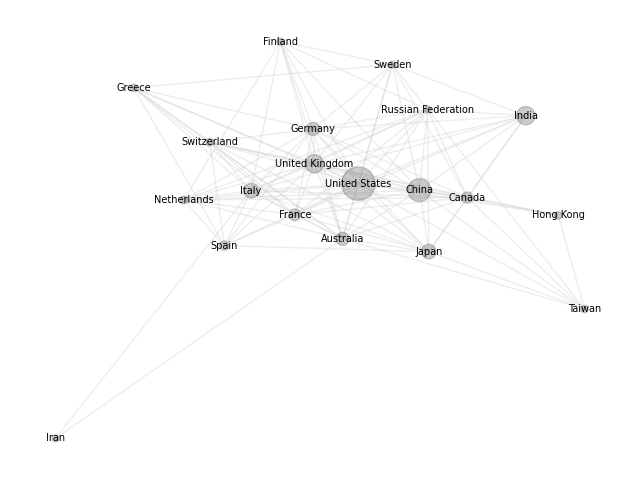 Finland
Sweden
Greece
Russian Federation
India
Germany
Switzerland
United Kingdom
United States
Italy
China
Canada
Netherlands
France
Hong Kong
Australia
Spain
Japan
Taiwan
Iran